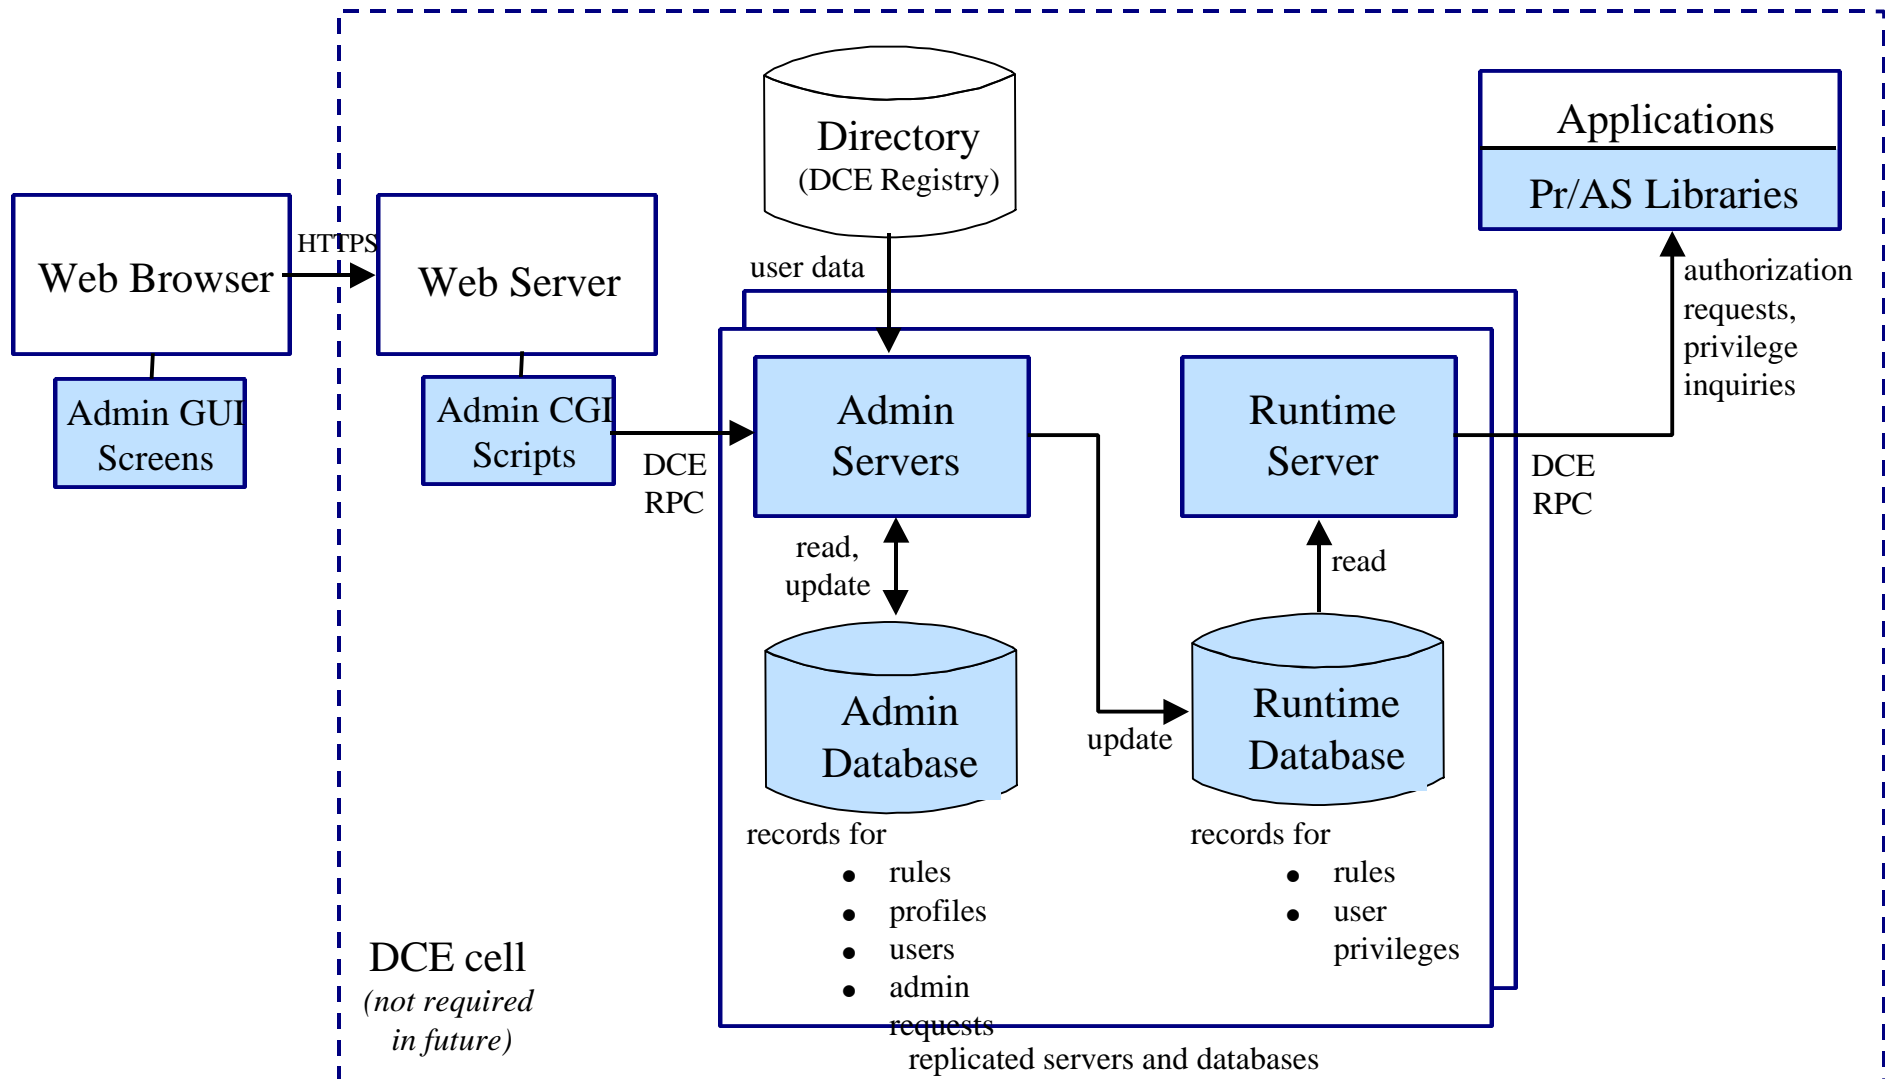 Directory
(DCE Registry)
Applications
Pr/AS Libraries
HTTPS
Web Browser
Web Server
user data
authorization
requests,
privilege
inquiries
Admin GUI
Screens
Admin CGI
Scripts
DCE
RPC
Admin
Servers
Runtime
Server
DCE
RPC
read,
update
read
Admin
Database
update
Runtime
Database
records for
● rules
● profiles
● users
● admin
requests
records for
● rules
● user
privileges
DCE cell
(not required
in future)
replicated servers and databases